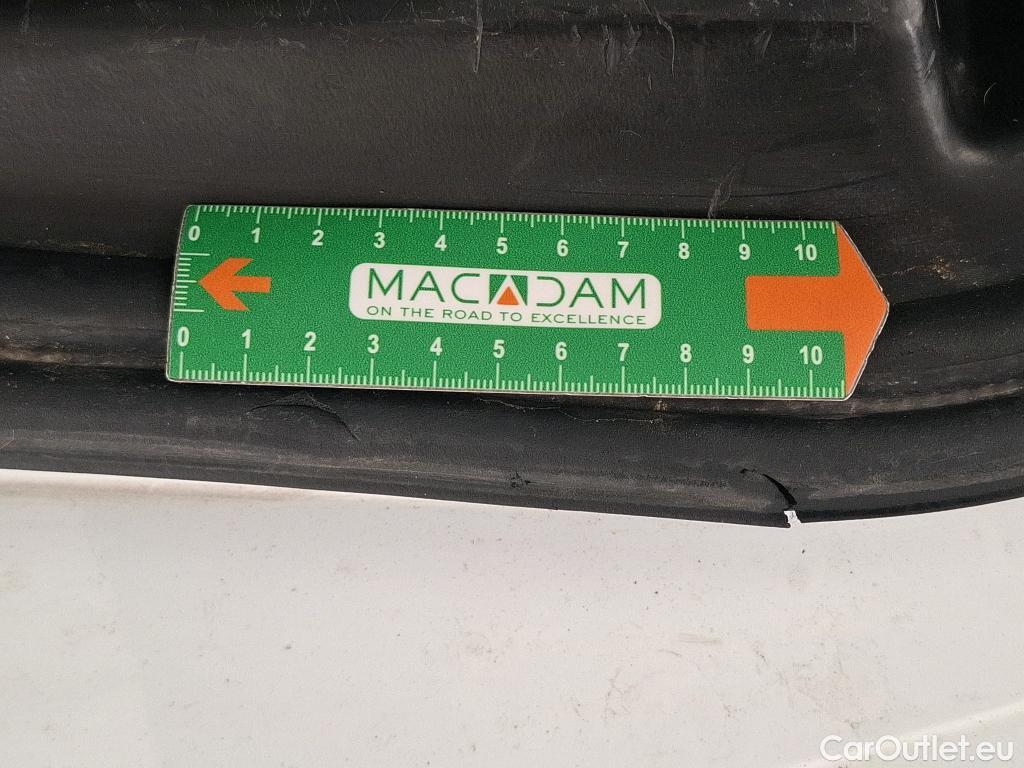 0 1 2 3 4 5 6 7 8 9 10
MACADAM
ON THE ROAD TO EXCELLENCE
0 1 2 3 4 5 6 7 8 9 10
CarOutlet.eu